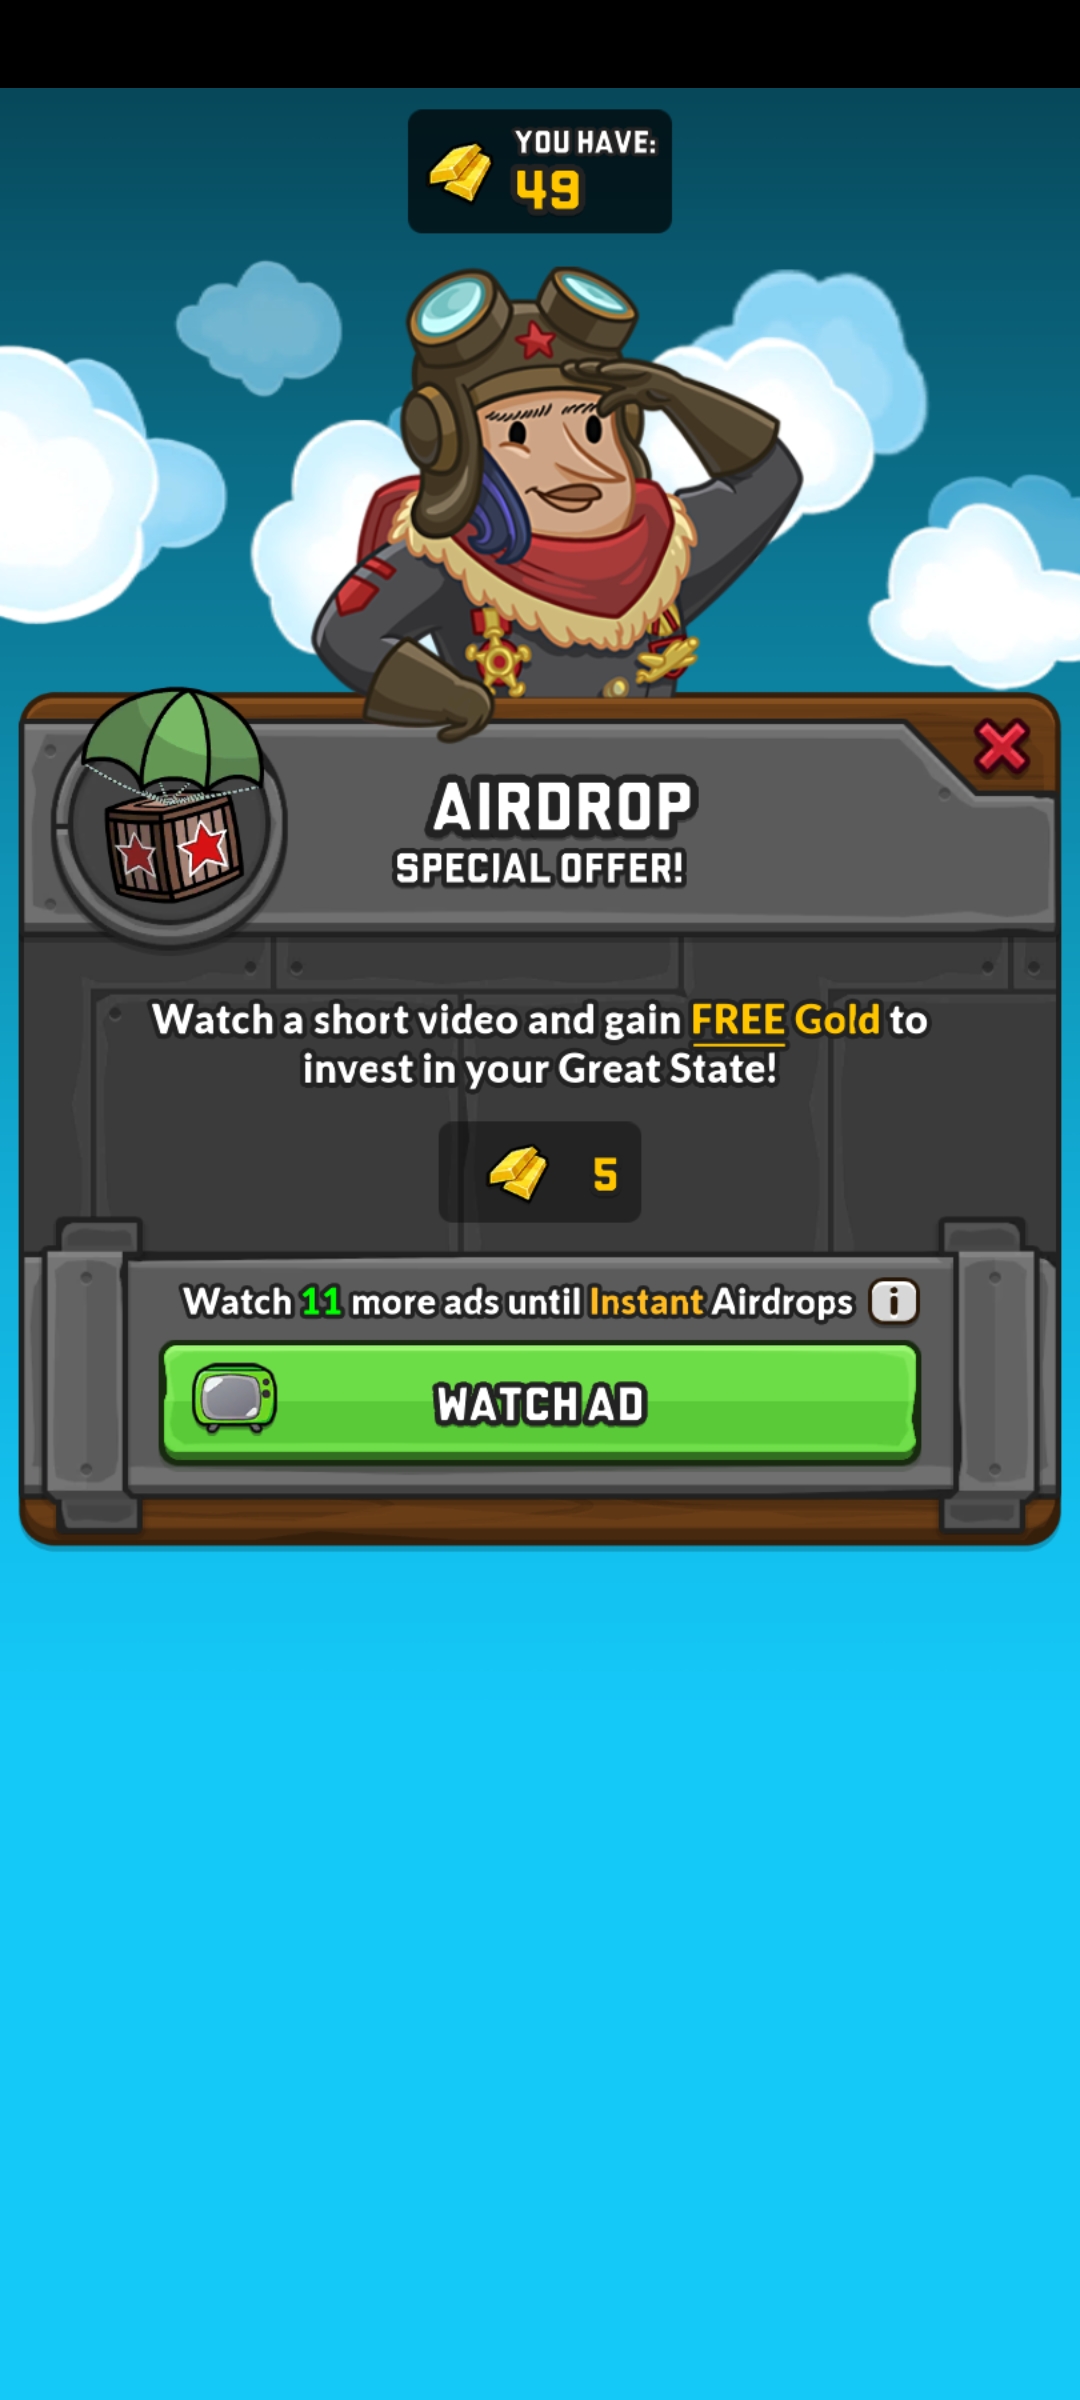 YOU HAVE:
49
AIRDROP
SPECIAL OFFER!
Watch a short video and gain FREE Gold to
invest in your Great State!
5
Watch 11 more ads until Instant Airdrops i
WATCH AD